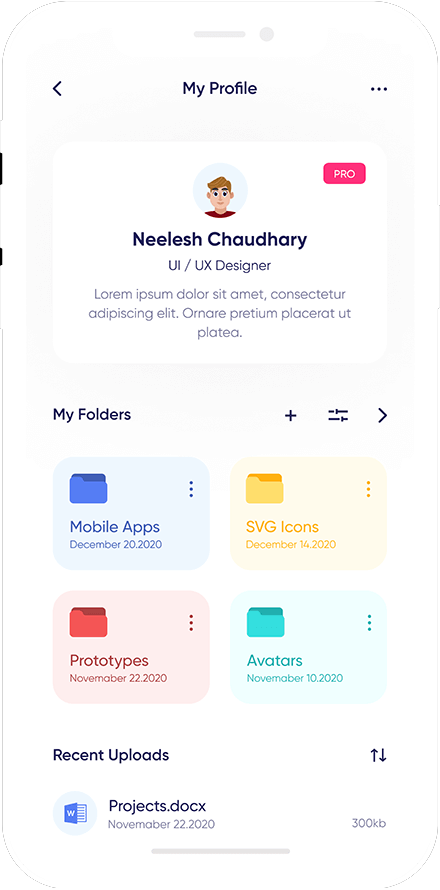 My Profile
PRO
Neelesh Chaudhary
UI / UX Designer
Lorem ipsum dolor sit amet, consectetur
adipiscing elit. Ornare pretium placerat ut
platea.
My Folders
Mobile Apps
December 20.2020
SVG Icons
December 14.2020
Prototypes
Novemaber 22.2020
Avatars
Novemaber 10.2020
Recent Uploads
W
Projects.docx
Novemaber 22.2020
300kb